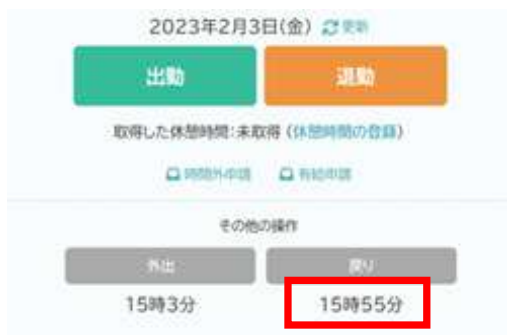 2023年2月3日(金) 更新
出勤 退勤
取得した休憩時間:未取得 (休憩時間の登録)
時間外申請 有給申請
その他の操作
外出 戻り
15時3分 15時55分